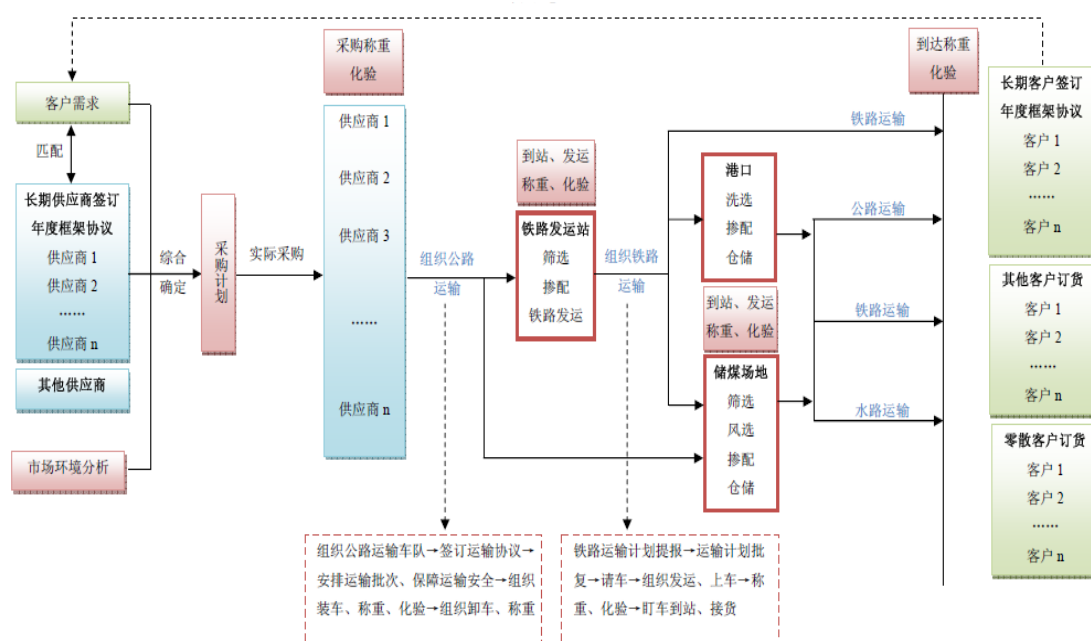 客户需求
匹配
长期供应商签订
年度框架协议
供应商 1
供应商 2
……
供应商 n
其他供应商
市场环境分析
综合
确定
采购计划
实际采购
采购称重
化验
供应商 1
供应商 2
供应商 3
……
供应商 n
组织公路
运输
到站、发运
称重、化验
铁路发运站
筛选
掺配
铁路发运
组织铁路
运输
港口
洗选
掺配
仓储
到站、发运
称重、化验
储煤场地
筛选
风选
掺配
仓储
铁路运输
公路运输
铁路运输
水路运输
到达称重
化验
长期客户签订
年度框架协议
客户 1
客户 2
……
客户 n
其他客户订货
客户 1
客户 2
……
客户 n
零散客户订货
客户 1
客户 2
……
客户 n
组织公路运输车队→签订运输协议→
安排运输批次、保障运输安全→组织
装车、称重、化验→组织卸车、称重
铁路运输计划提报→运输计划批
复→请车→组织发运、上车→称
重、化验→盯车到站、接货